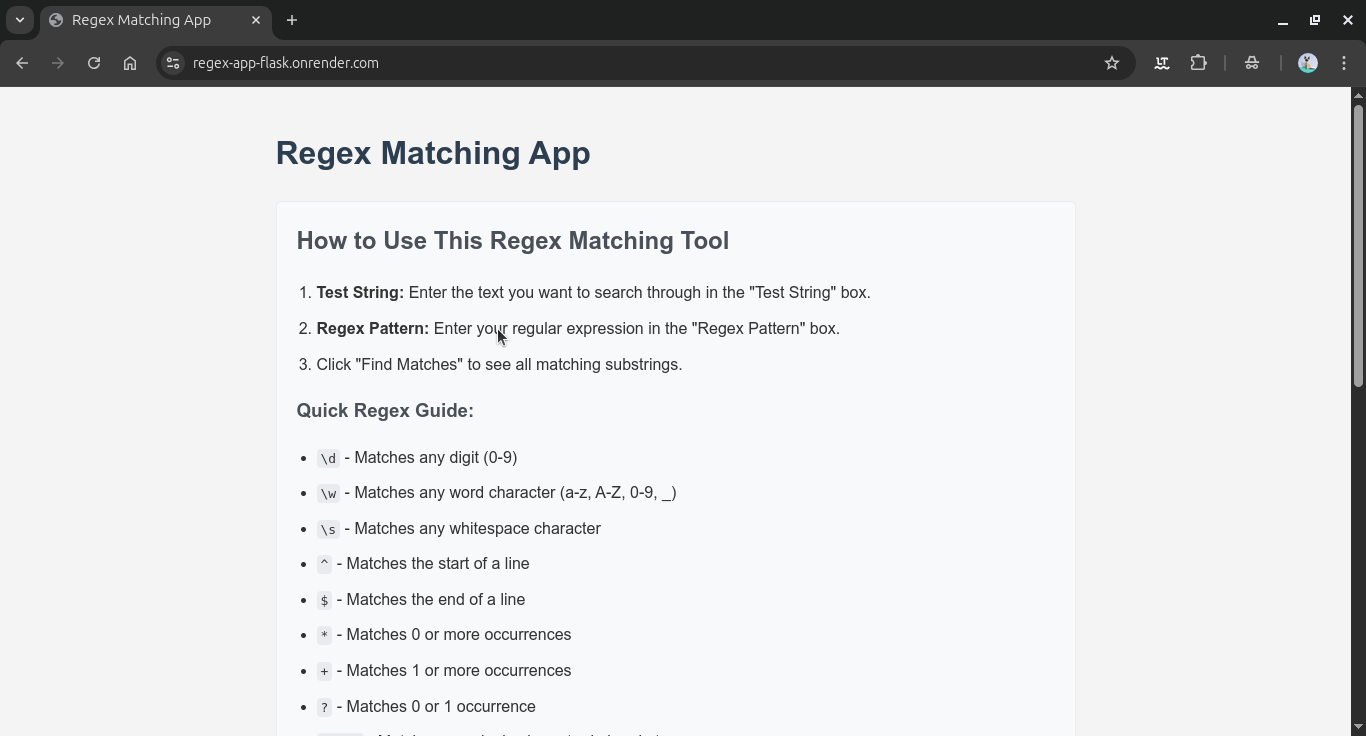 Regex Matching App
regex-app-flask.onrender.com
LT
Regex Matching App
How to Use This Regex Matching Tool
1. Test String: Enter the text you want to search through in the "Test String" box.
2. Regex Pattern: Enter your regular expression in the "Regex Pattern" box.
3. Click "Find Matches" to see all matching substrings.
Quick Regex Guide:
• \d - Matches any digit (0-9)
• \w - Matches any word character (a-z, A-Z, 0-9, _)
• \s - Matches any whitespace character
• ^ - Matches the start of a line
• $ - Matches the end of a line
• * - Matches 0 or more occurrences
• + - Matches 1 or more occurrences
• ? - Matches 0 or 1 occurrence